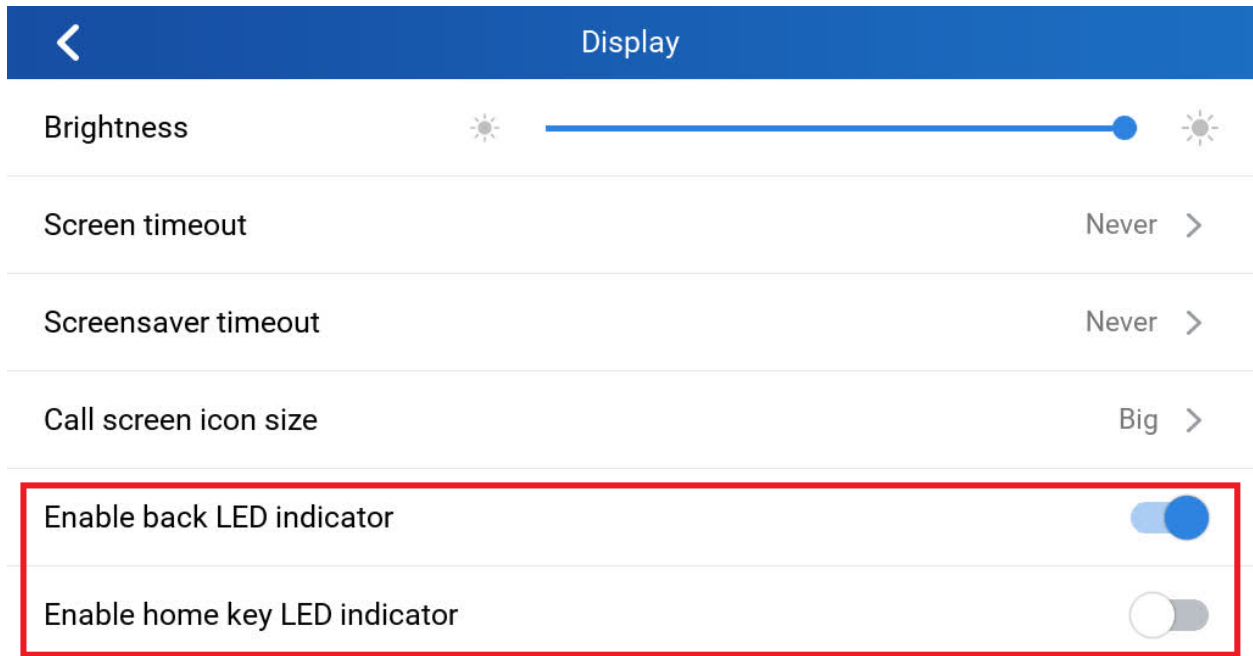 Display
Brightness
Screen timeout Never
Screensaver timeout Never
Call screen icon size Big
Enable back LED indicator
Enable home key LED indicator